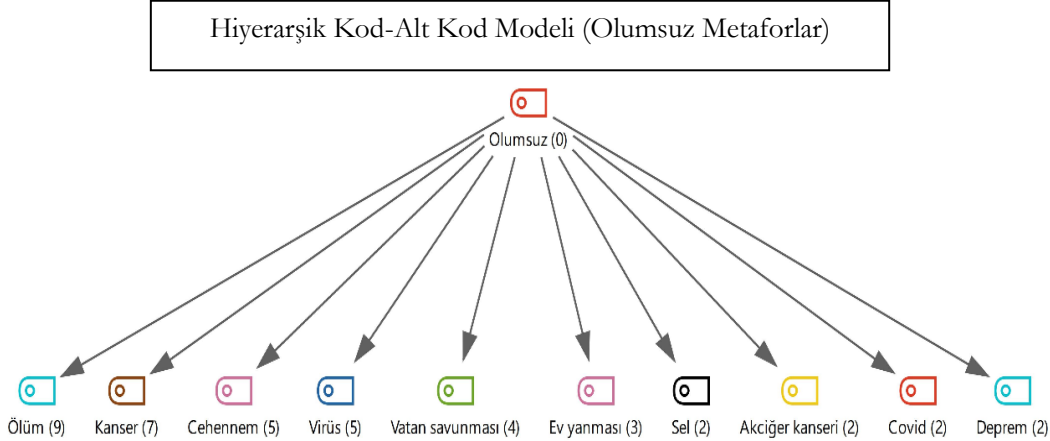 Hiyerarşik Kod-Alt Kod Modeli (Olumsuz Metaforlar)
Olumsuz (0)
Ölüm (9) Kanser (7) Cehennem (5) Virüs (5) Vatan savunması (4) Ev yanması (3) Sel (2) Akciğer kanseri (2) Covid (2) Deprem (2)